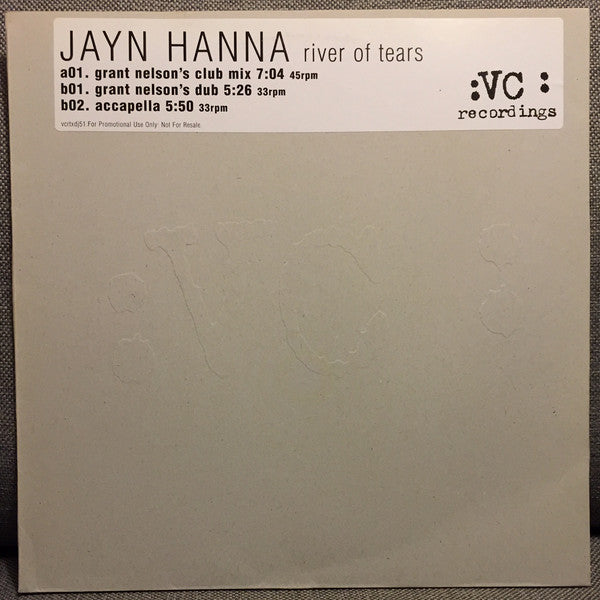 JAYN HANNA river of tears
a01. grant nelson's club mix 7:04 45rpm
b01. grant nelson's dub 5:26 33rpm
b02. accapella 5:50 33rpm
vcrtxdj51.For Promotional Use Only· Not For Resale.
:VC :
recordings
:VC :